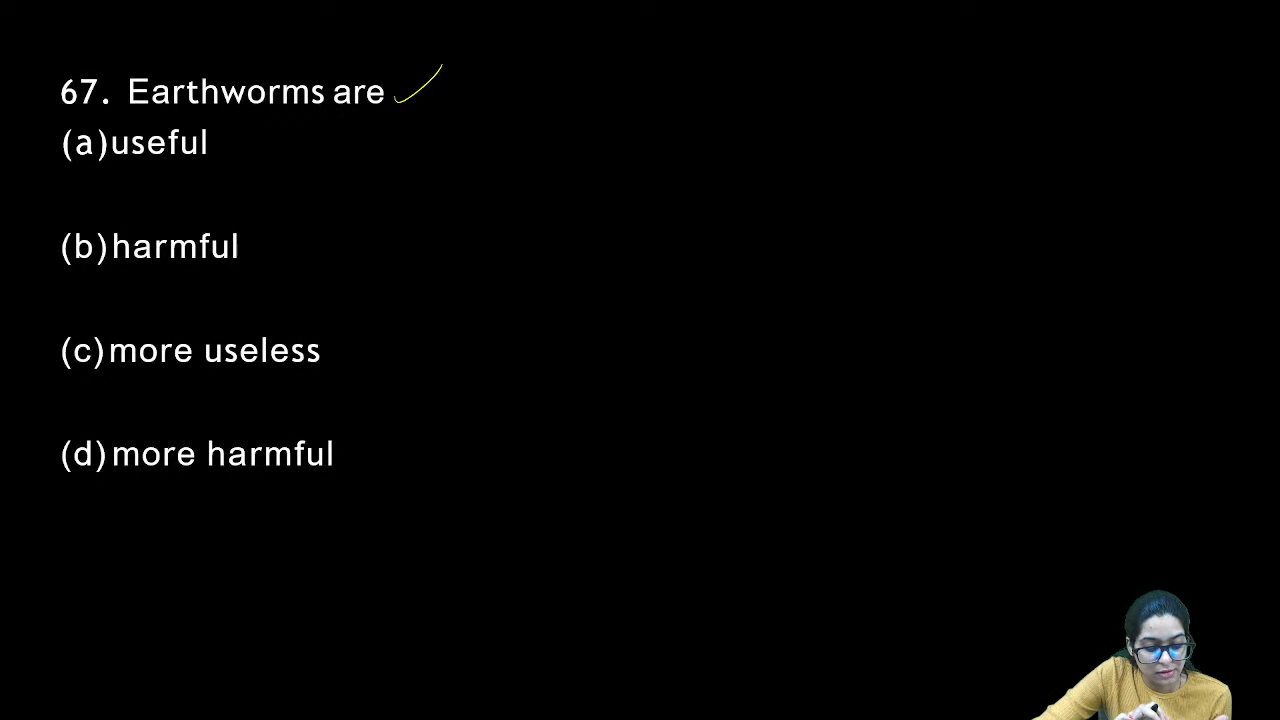 67. Earthworms are
(a) useful
(b) harmful
(c) more useless
(d) more harmful